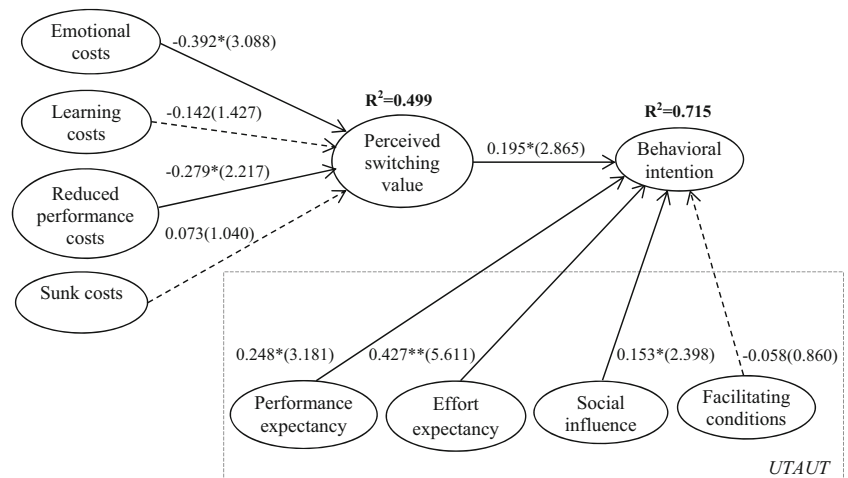 Emotional
costs
-0.392*(3.088)
Learning
costs
-0.142(1.427)
R²=0.499
Perceived
switching
value
0.195*(2.865)
R²=0.715
Behavioral
intention
Reduced
performance
costs
-0.279*(2.217)
0.073(1.040)
Sunk costs
0.248*(3.181)
0.427**(5.611)
0.153*(2.398)
-0.058(0.860)
Performance
expectancy
Effort
expectancy
Social
influence
Facilitating
conditions
UTAUT